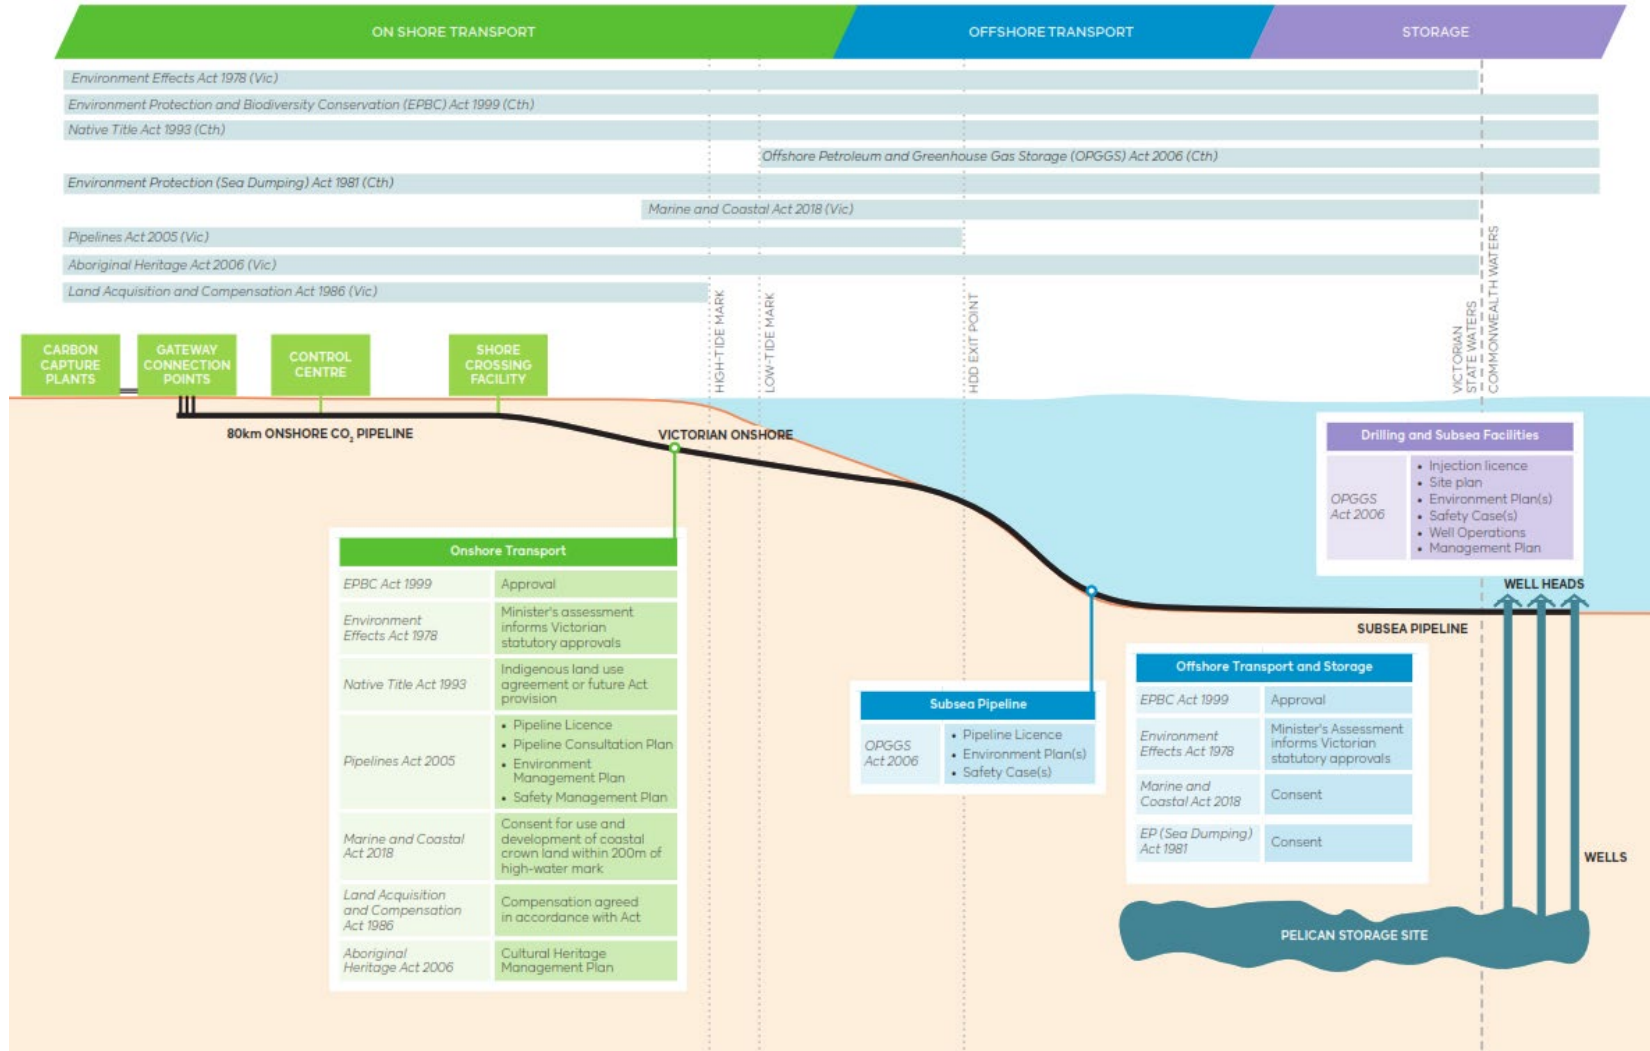 ON SHORE TRANSPORT
OFFSHORE TRANSPORT
STORAGE
Environment Effects Act 1978 (Vic)
Environment Protection and Biodiversity Conservation (EPBC) Act 1999 (Cth)
Native Title Act 1993 (Cth)
Offshore Petroleum and Greenhouse Gas Storage (OPGGS) Act 2006 (Cth)
Environment Protection (Sea Dumping) Act 1981 (Cth)
Marine and Coastal Act 2018 (Vic)
Pipelines Act 2005 (Vic)
Aboriginal Heritage Act 2006 (Vic)
Land Acquisition and Compensation Act 1986 (Vic)
HIGH-TIDE MARK
LOW-TIDE MARK
HDD EXIT POINT
VICTORIAN
STATE WATERS
COMMONWEALTH WATERS
CARBON
CAPTURE
PLANTS
GATEWAY
CONNECTION
POINTS
CONTROL
CENTRE
SHORE
CROSSING
FACILITY
80km ONSHORE CO₂ PIPELINE
VICTORIAN ONSHORE
Onshore Transport
EPBC Act 1999
Approval
Environment
Effects Act 1978
Minister's assessment
informs Victorian
statutory approvals
Native Title Act 1993
Indigenous land use
agreement or future Act
provision
Pipelines Act 2005
• Pipeline Licence
• Pipeline Consultation Plan
• Environment
Management Plan
• Safety Management Plan
Marine and Coastal
Act 2018
Consent for use and
development of coastal
crown land within 200m of
high-water mark
Land Acquisition
and Compensation
Act 1986
Compensation agreed
in accordance with Act
Aboriginal
Heritage Act 2006
Cultural Heritage
Management Plan
Subsea Pipeline
OPGGS
Act 2006
• Pipeline Licence
• Environment Plan(s)
• Safety Case(s)
Drilling and Subsea Facilities
OPGGS
Act 2006
• Injection licence
• Site plan
• Environment Plan(s)
• Safety Case(s)
• Well Operations
• Management Plan
WELL HEADS
SUBSEA PIPELINE
Offshore Transport and Storage
EPBC Act 1999
Approval
Environment
Effects Act 1978
Minister's Assessment
informs Victorian
statutory approvals
Marine and
Coastal Act 2018
Consent
EP (Sea Dumping)
Act 1981
Consent
WELLS
PELICAN STORAGE SITE